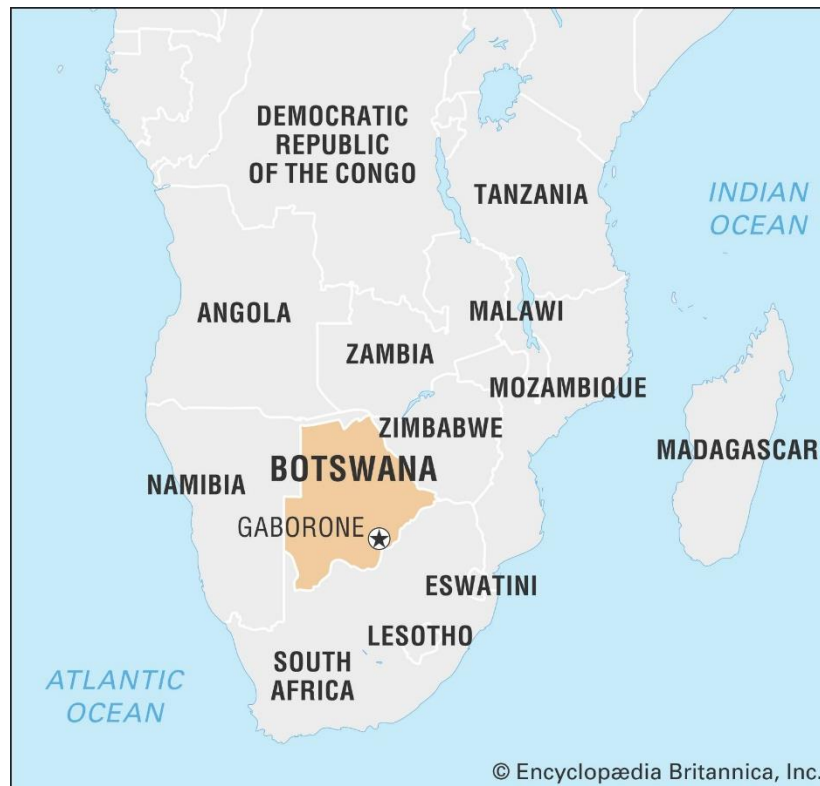 DEMOCRATIC
REPUBLIC
OF THE CONGO
TANZANIA
INDIAN
OCEAN
ANGOLA
MALAWI
ZAMBIA
MOZAMBIQUE
ZIMBABWE
MADAGASCAR
BOTSWANA
NAMIBIA
GABORONE
ESWATINI
LESOTHO
SOUTH
AFRICA
ATLANTIC
OCEAN
© Encyclopædia Britannica, Inc.